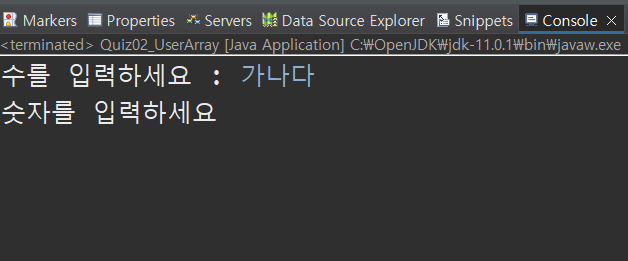 Markers Properties Servers Data Source Explorer Snippets Console
<terminated> Quiz02_UserArray [Java Application] C:₩OpenJDK₩jdk-11.0.1₩bin₩javaw.exe
수를 입력하세요 : 가나다
숫자를 입력하세요